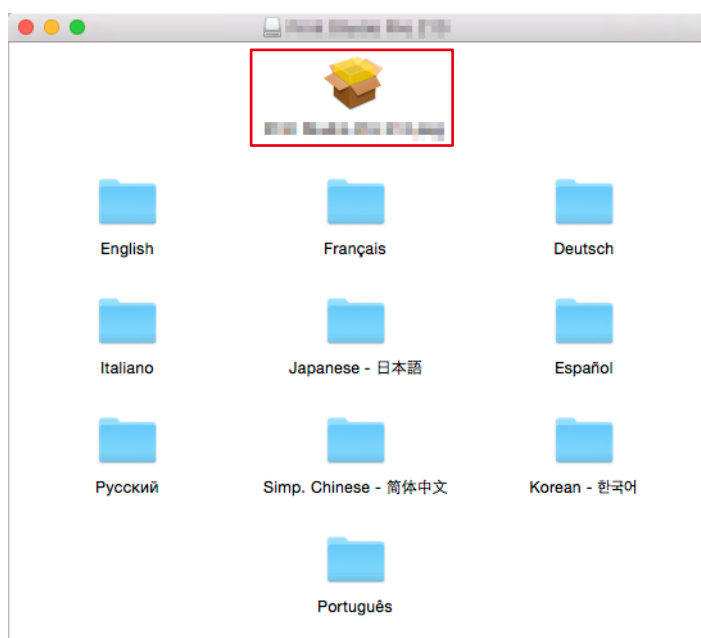 English
Français
Deutsch
Italiano
Japanese - 日本語
Español
Русский
Simp. Chinese - 简体中文
Korean - 한국어
Português